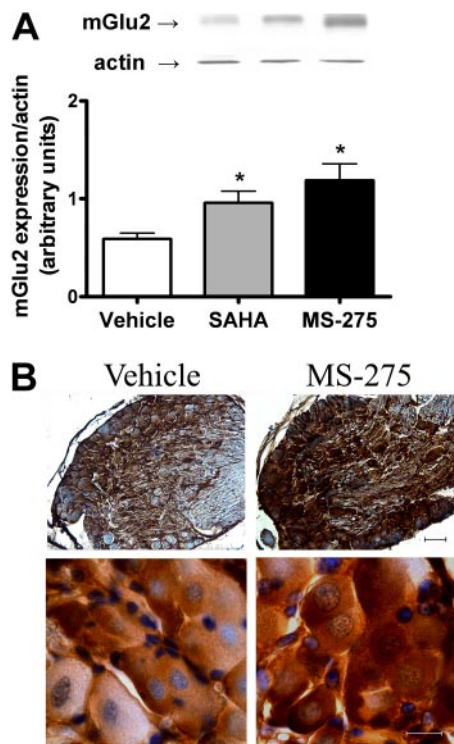 A
mGlu2 →
actin →
mGlu2 expression/actin
(arbitrary units)
2
*
*
1
0
Vehicle SAHA MS-275
B
Vehicle MS-275